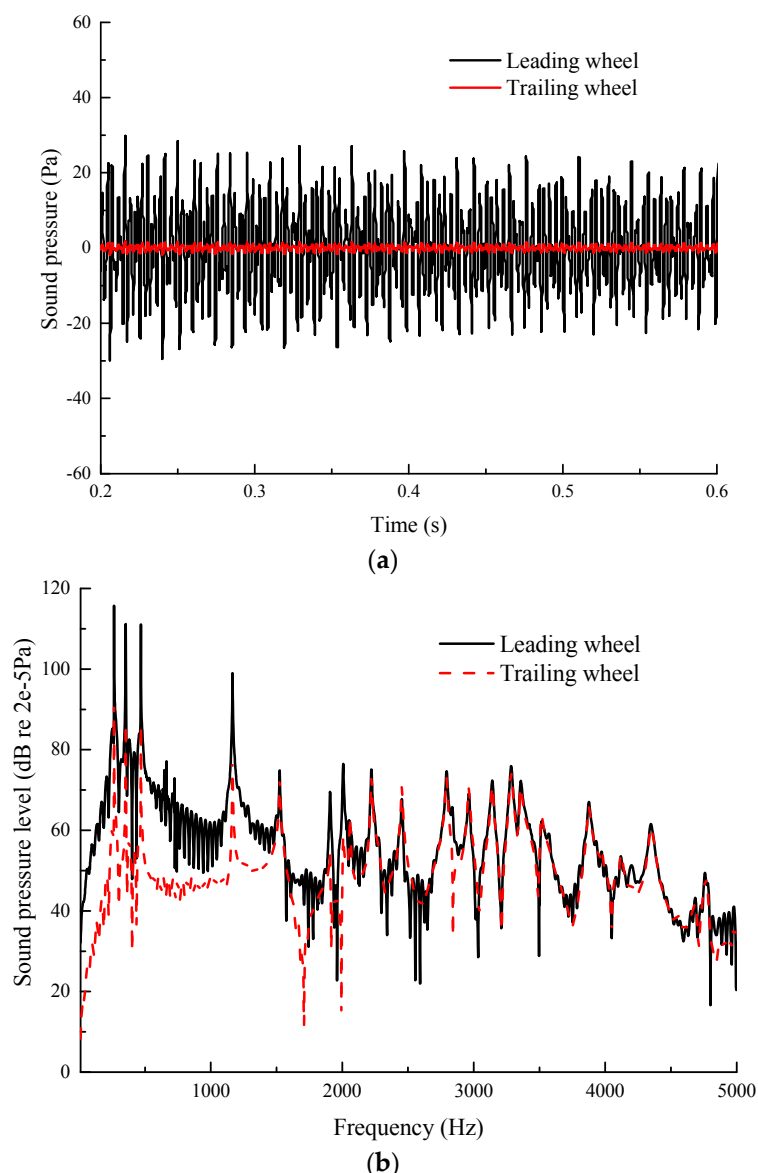 60
40
20
0
-20
-40
-60
Sound pressure (Pa)
Leading wheel
Trailing wheel
0.2 0.3 0.4 0.5 0.6
Time (s)
(a)
120
100
80
60
40
20
0
Sound pressure level (dB re 2e-5Pa)
Leading wheel
Trailing wheel
1000 2000 3000 4000 5000
Frequency (Hz)
(b)